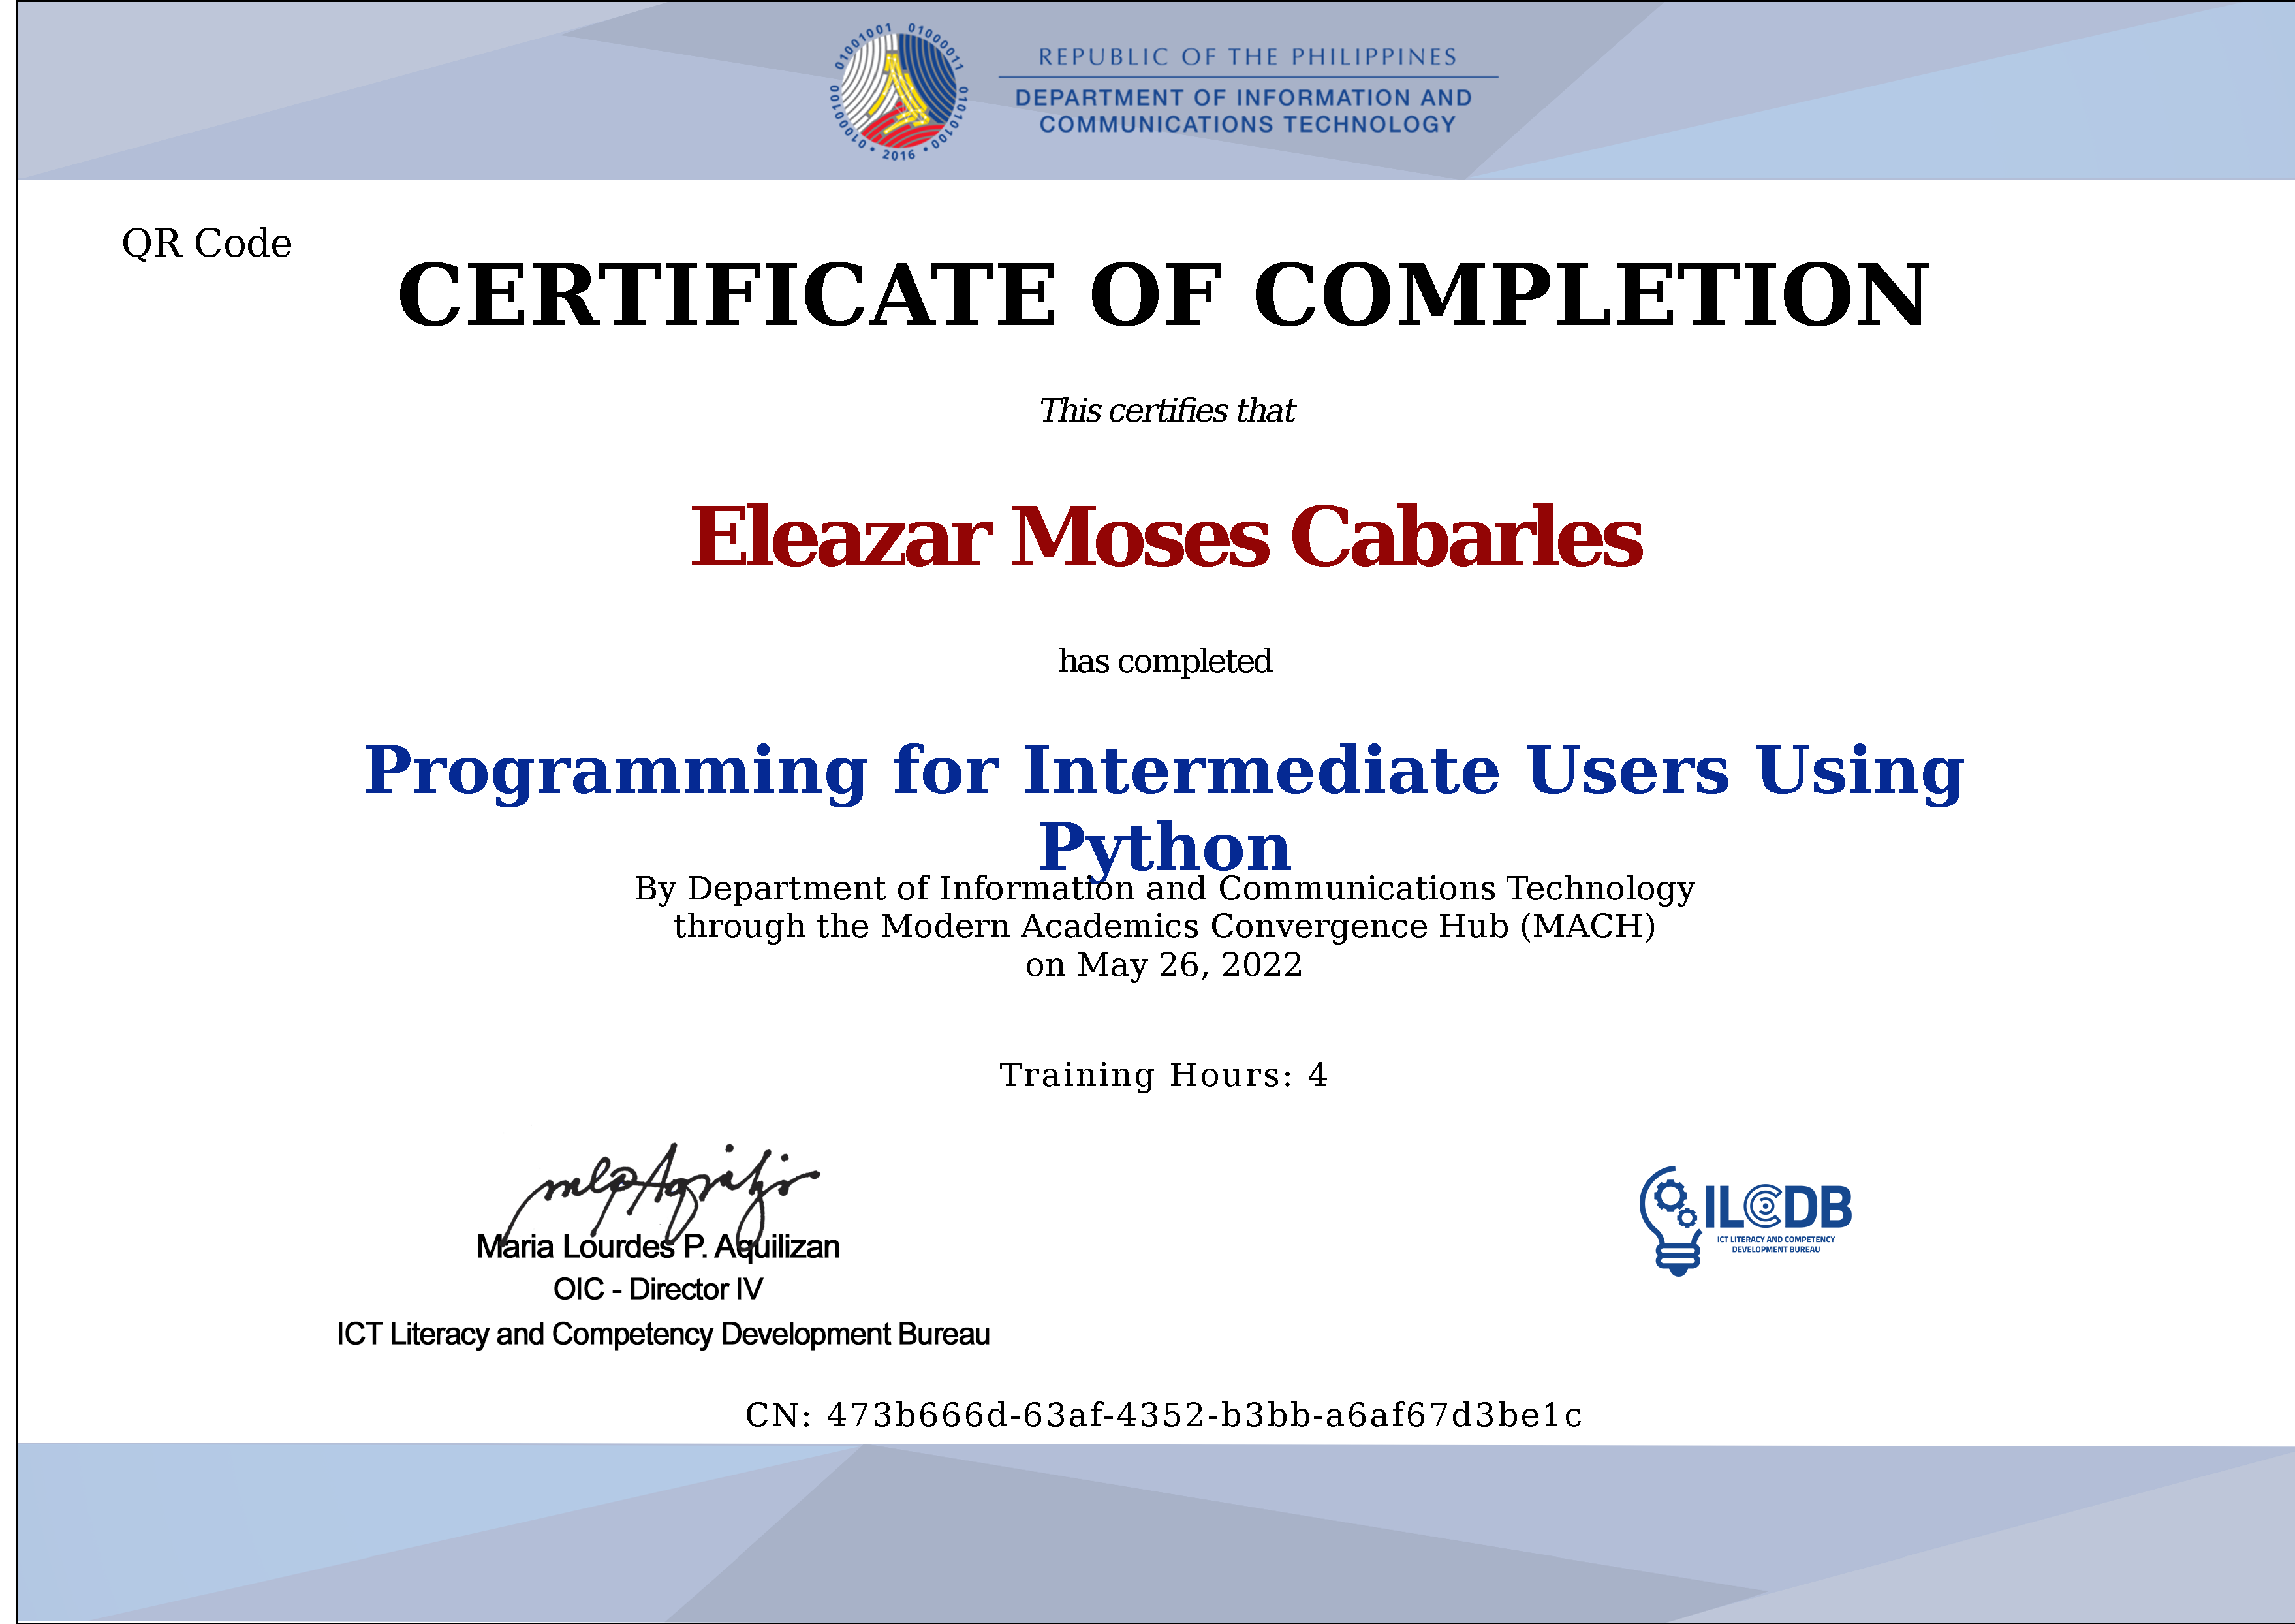 01001001 01000011 01010100 01000100 • 2016 •
REPUBLIC OF THE PHILIPPINES
DEPARTMENT OF INFORMATION AND
COMMUNICATIONS TECHNOLOGY
QR Code
CERTIFICATE OF COMPLETION
This certifies that
Eleazar Moses Cabarles
has completed
Programming for Intermediate Users Using
Python
By Department of Information and Communications Technology
through the Modern Academics Convergence Hub (MACH)
on May 26, 2022
Training Hours: 4
Maria Lourdes P. Aquilizan
OIC - Director IV
ICT Literacy and Competency Development Bureau
ILCDB
ICT LITERACY AND COMPETENCY
DEVELOPMENT BUREAU
CN: 473b666d-63af-4352-b3bb-a6af67d3be1c